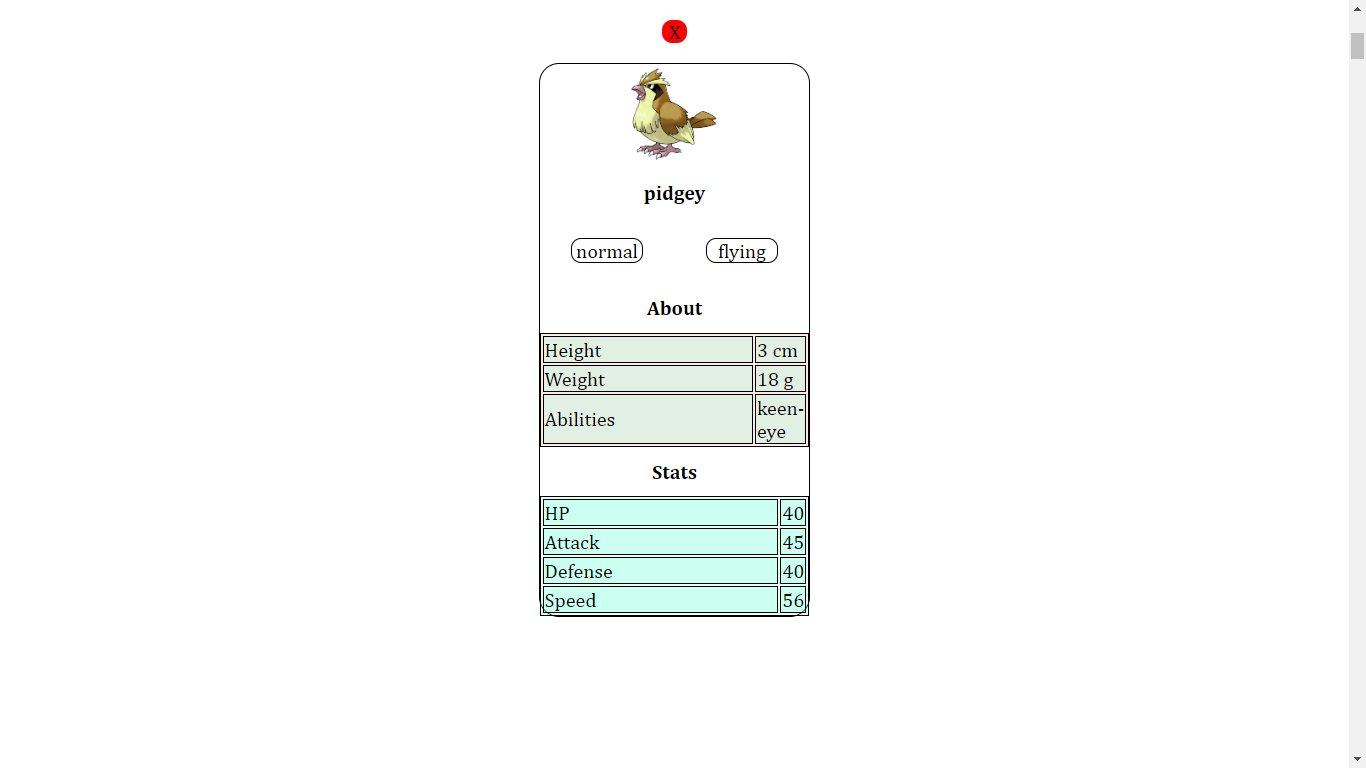 X
pidgey
normal flying
About
Height 3 cm
Weight 18 g
Abilities keen-
eye
Stats
HP 40
Attack 45
Defense 40
Speed 56